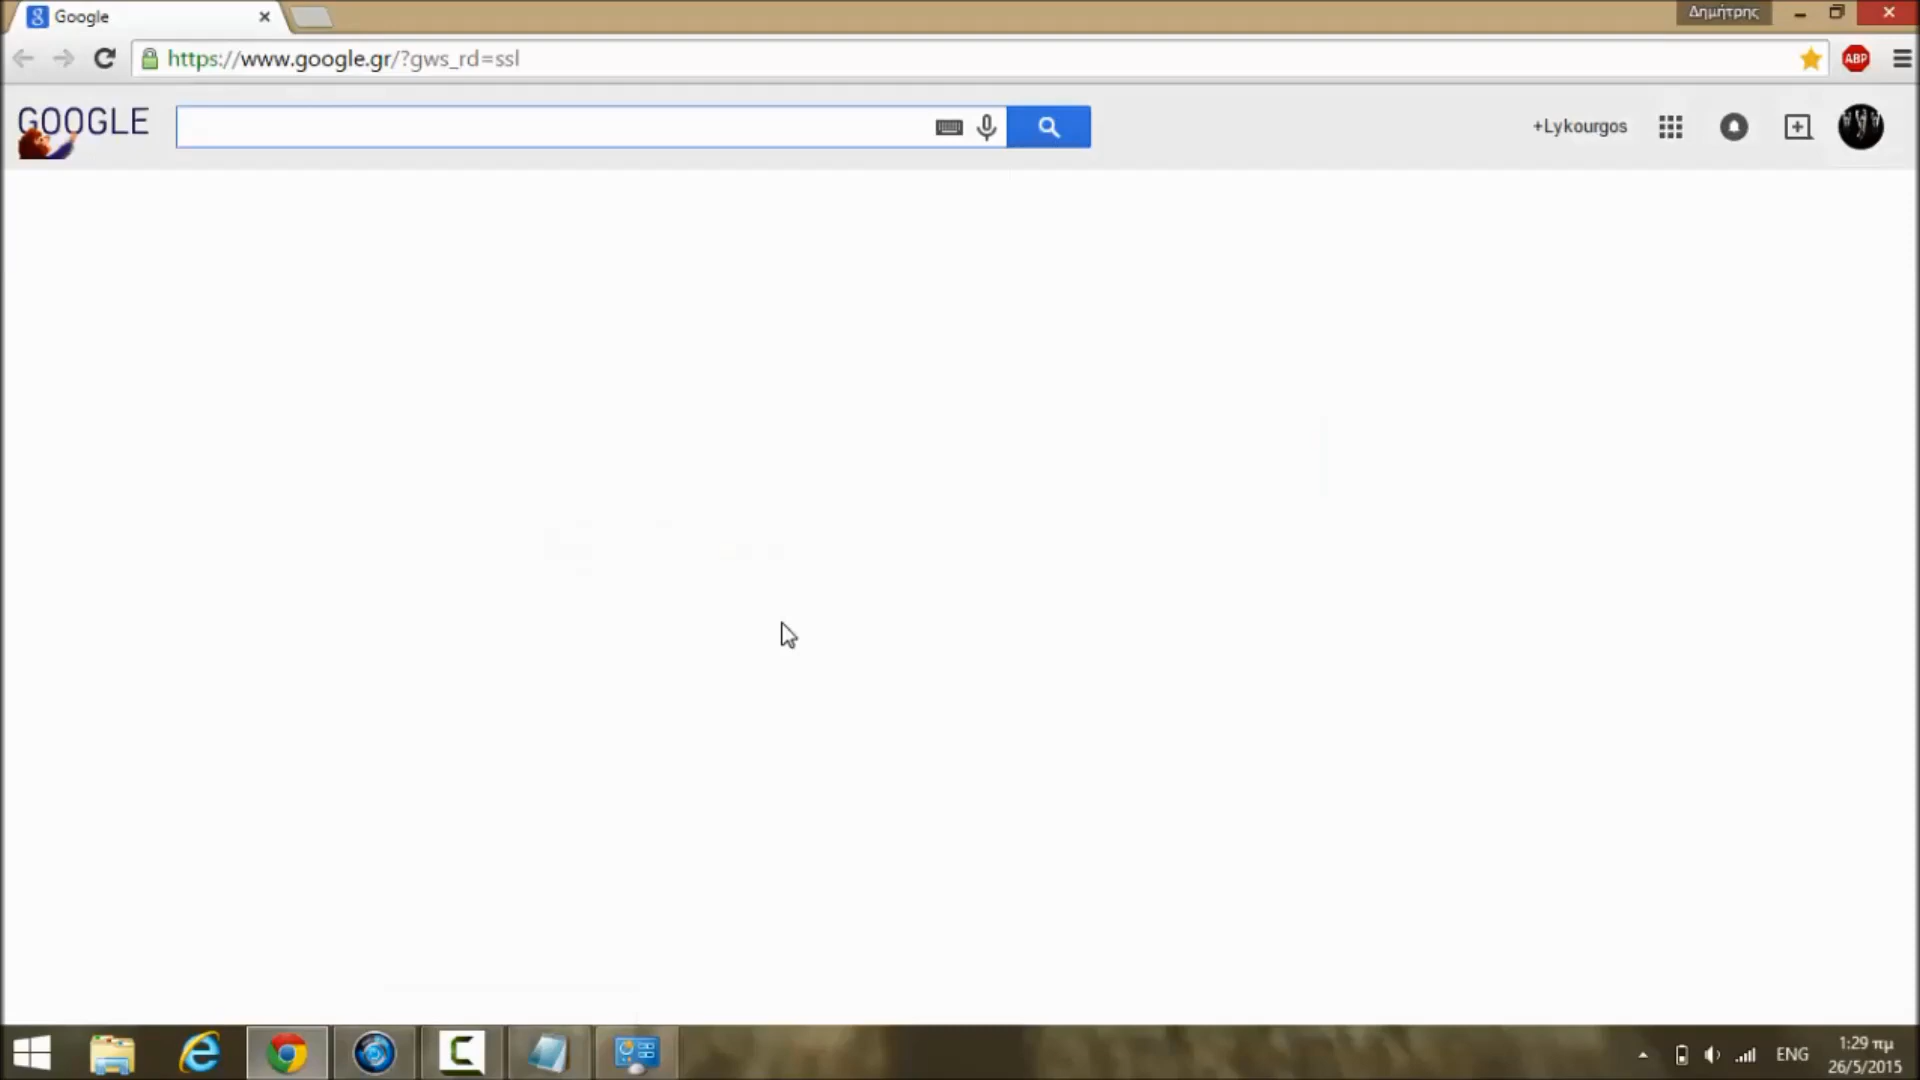 Google
Δημήτρης
https://www.google.gr/?gws_rd=ssl
ABP
GOOGLE
+Lykourgos
ENG
1:29 πμ
26/5/2015